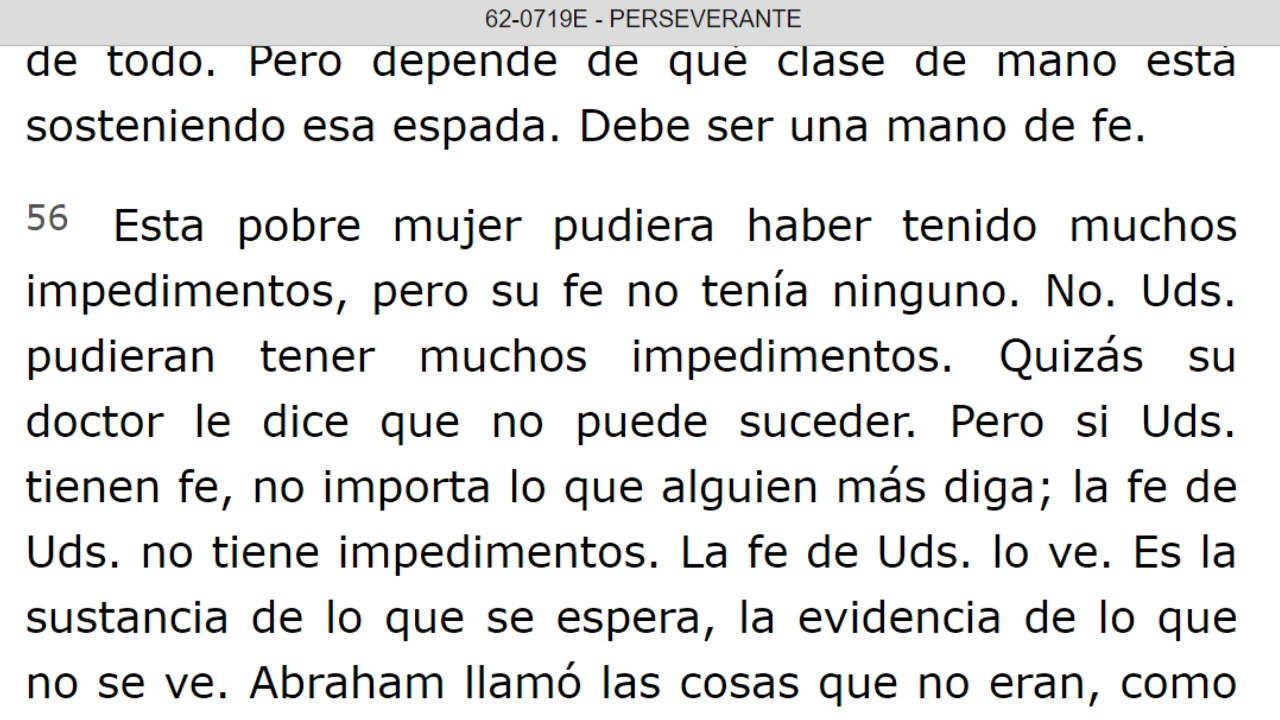 62-0719E - PERSEVERANTE
de todo. Pero depende de qué clase de mano está
sosteniendo esa espada. Debe ser una mano de fe.
56 Esta pobre mujer pudiera haber tenido muchos
impedimentos, pero su fe no tenía ninguno. No. Uds.
pudieran tener muchos impedimentos. Quizás su
doctor le dice que no puede suceder. Pero si Uds.
tienen fe, no importa lo que alguien más diga; la fe de
Uds. no tiene impedimentos. La fe de Uds. lo ve. Es la
sustancia de lo que se espera, la evidencia de lo que
no se ve. Abraham llamó las cosas que no eran, como